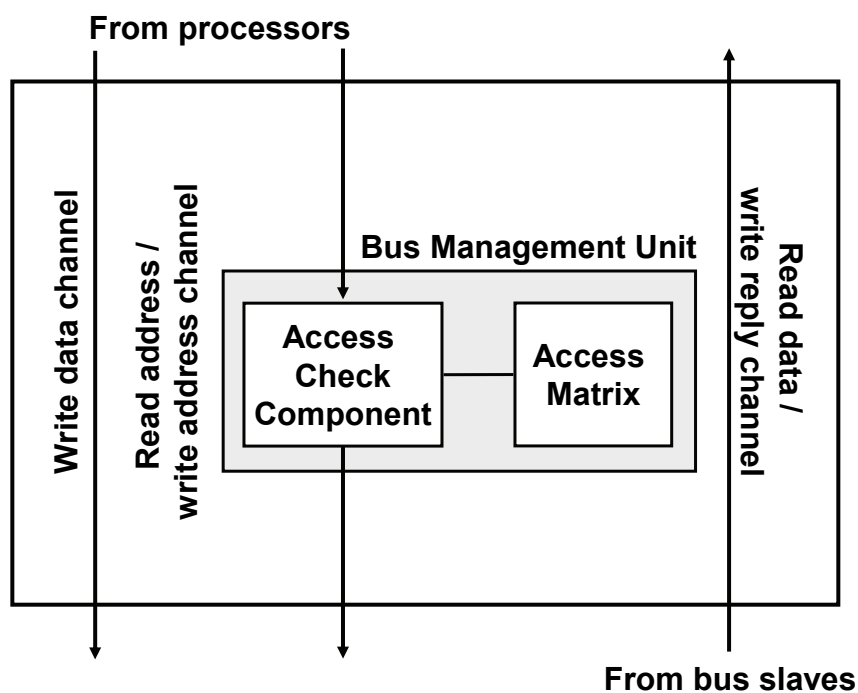 From processors
Write data channel
Read address /
write address channel
Bus Management Unit
Access
Check
Component
Access
Matrix
Read data /
write reply channel
From bus slaves